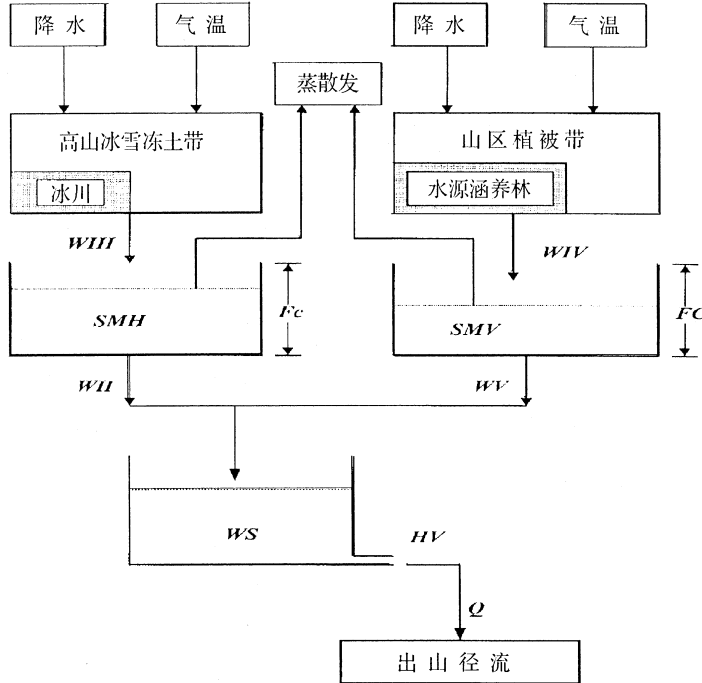 降水
气温
降水
气温
蒸散发
高山冰雪冻土带
山区植被带
冰川
水源涵养林
WIH
WIV
SMH
Fc
SMV
FC
WH
WV
WS
HV
Q
出山径流